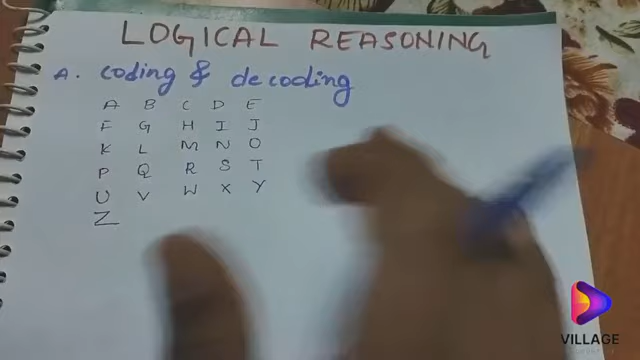 LOGICAL REASONING
A. coding & decoding
A B C D E
F G H I J
K L M N O
P Q R S T
U V W X Y
Z
VILLAGE